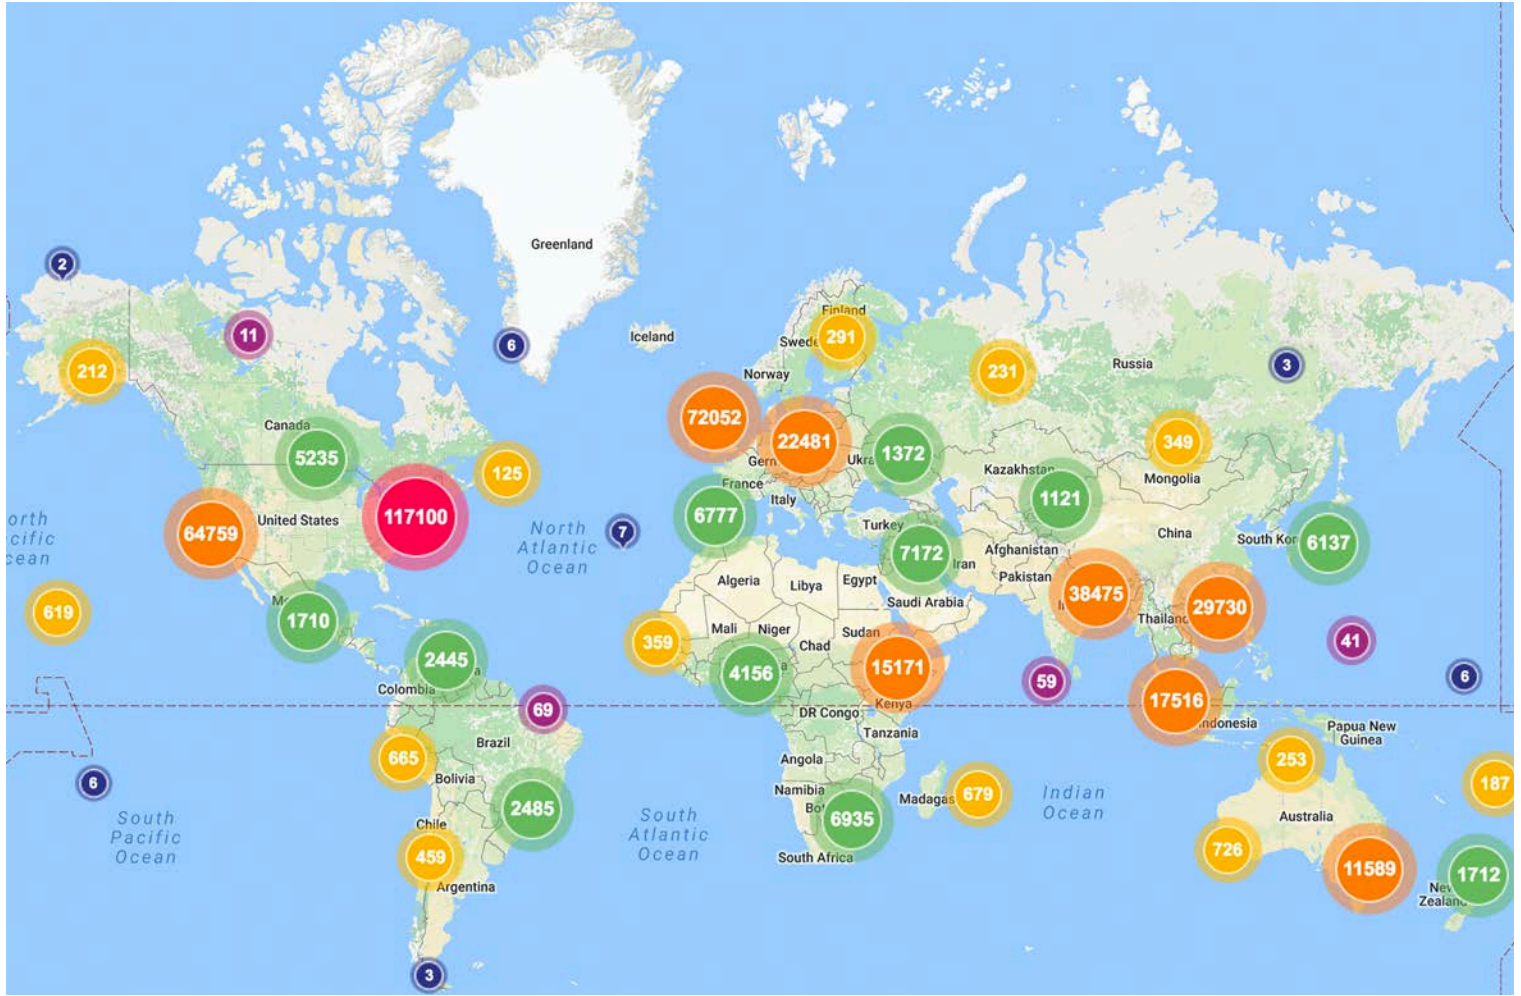 Greenland
2
Finland
11
6
Iceland
291
Swede
212
231
Russia
3
Norway
72052
Canada
22481
349
5235
1372
Germ
Ukra
125
Kazakhstan
Mongolia
France
Italy
1121
117100
6777
United States
64759
North
Atlantic
Ocean
7
Turkey
China
South Kor
6137
7172
Afghanistan
Iran
Pakistan
orth
cific
cean
Algeria
Libya
Egypt
38475
Saudi Arabia
29730
619
M
1710
Thailand
Mali
Niger
Sudan
359
Chad
41
2445
4156
15171
59
6
Colombia
17516
Kenya
69
DR Congo
ndonesia
Papua New
Guinea
Tanzania
Brazil
665
Angola
253
Bolivia
6
187
Namibia
Bo
Madagas
679
Indian
Ocean
2485
South
Pacific
Ocean
South
Atlantic
Ocean
6935
Australia
Chile
726
459
South Africa
11589
1712
Argentina
New
Zealand
3